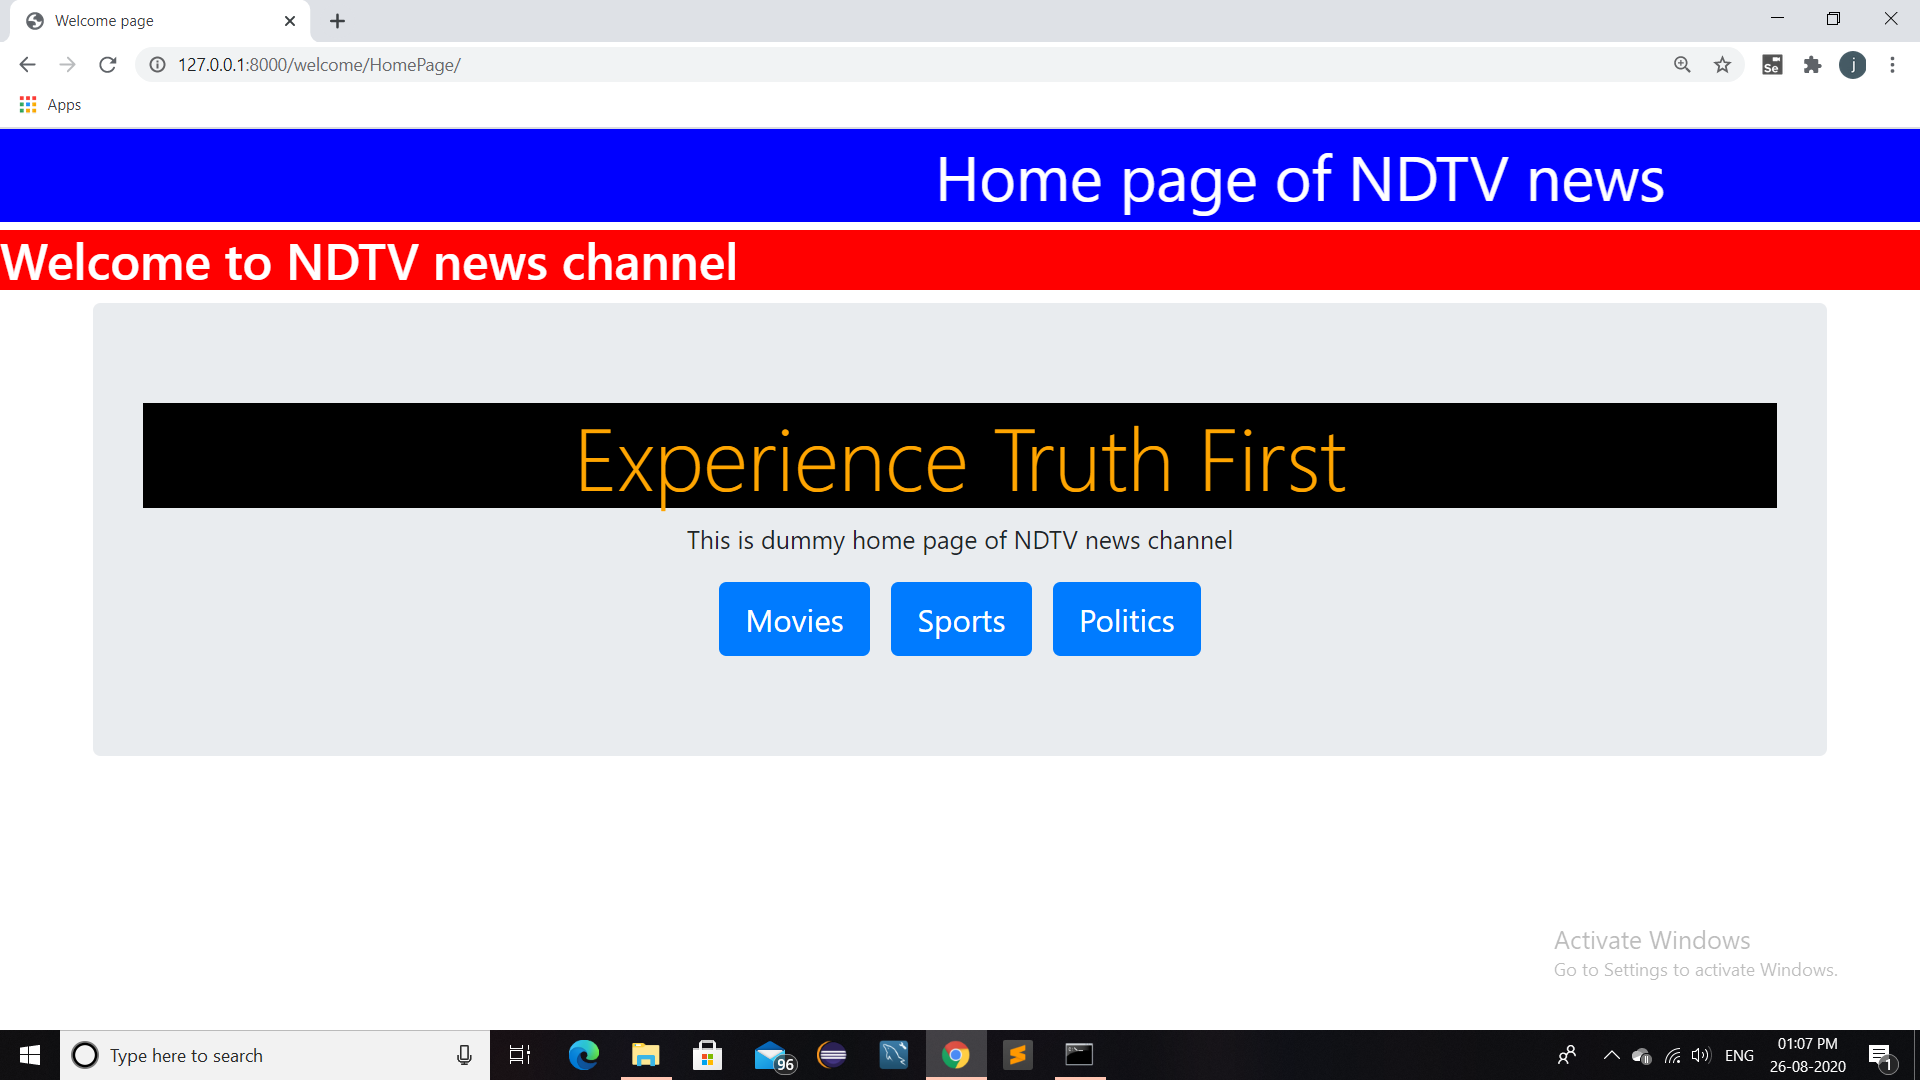 Welcome page
127.0.0.1:8000/welcome/HomePage/
Se
j
Apps
Home page of NDTV news
Welcome to NDTV news channel
Experience Truth First
This is dummy home page of NDTV news channel
Movies Sports Politics
Activate Windows
Go to Settings to activate Windows.
Type here to search
96
ENG
01:07 PM
26-08-2020
1